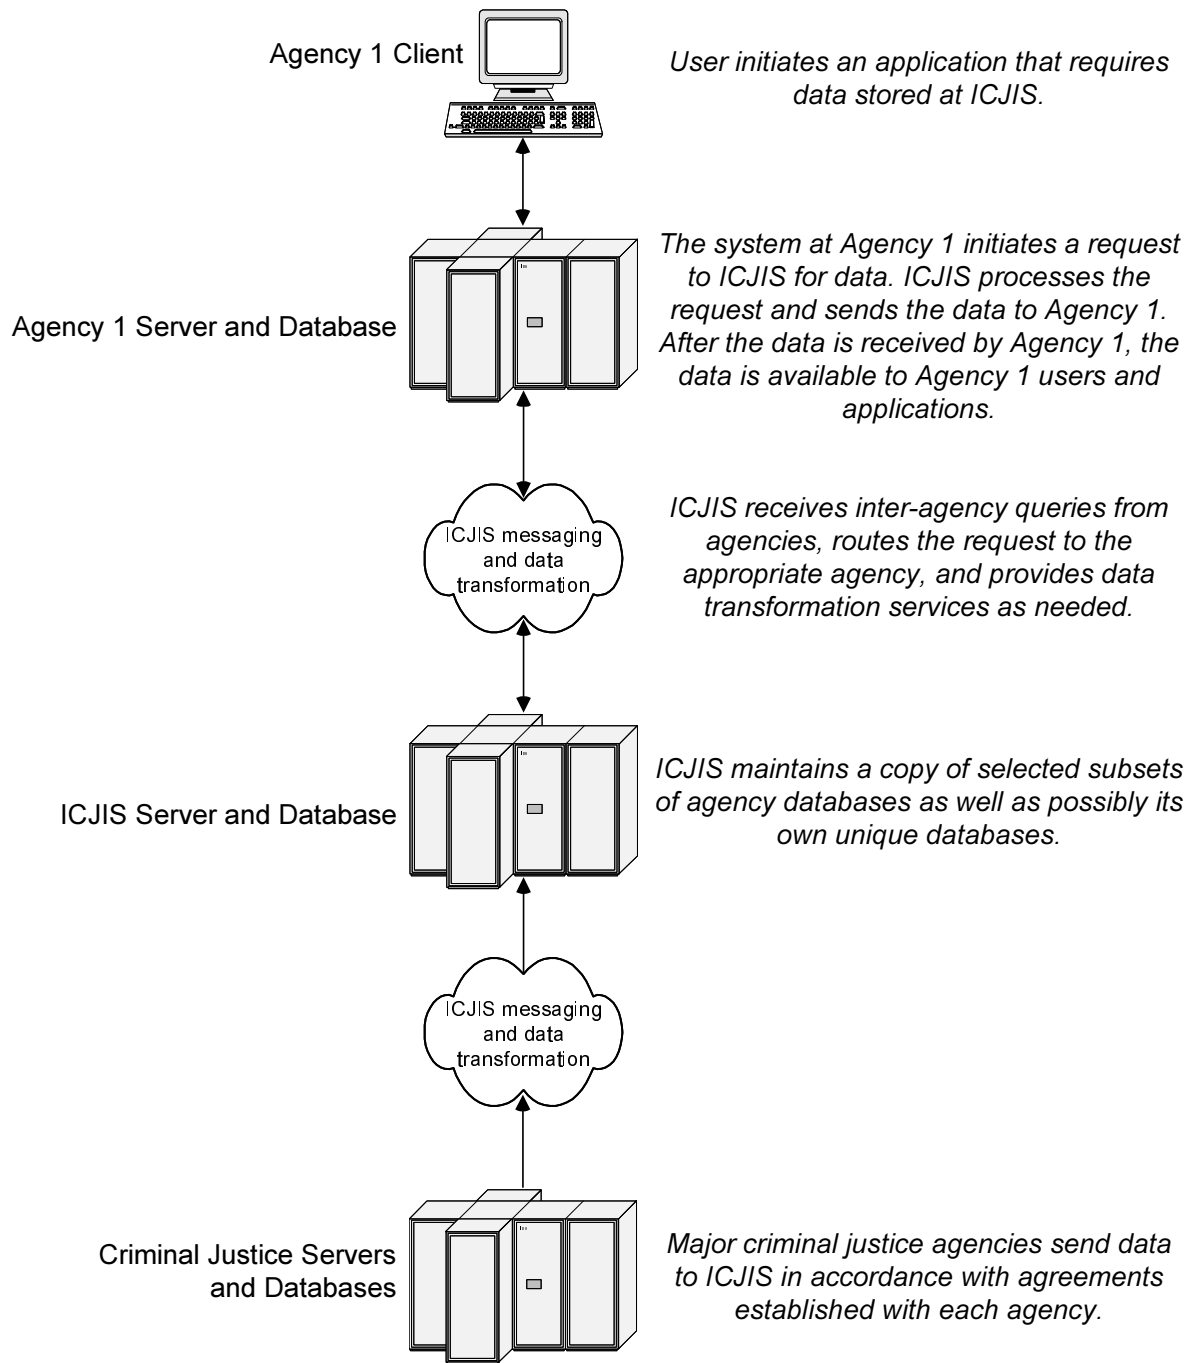 Agency 1 Client
User initiates an application that requires
data stored at ICJIS.
The system at Agency 1 initiates a request
to ICJIS for data. ICJIS processes the
request and sends the data to Agency 1.
After the data is received by Agency 1, the
data is available to Agency 1 users and
applications.
Agency 1 Server and Database
ICJIS messaging
and data
transformation
ICJIS receives inter-agency queries from
agencies, routes the request to the
appropriate agency, and provides data
transformation services as needed.
ICJIS Server and Database
ICJIS maintains a copy of selected subsets
of agency databases as well as possibly its
own unique databases.
ICJIS messaging
and data
transformation
Criminal Justice Servers
and Databases
Major criminal justice agencies send data
to ICJIS in accordance with agreements
established with each agency.